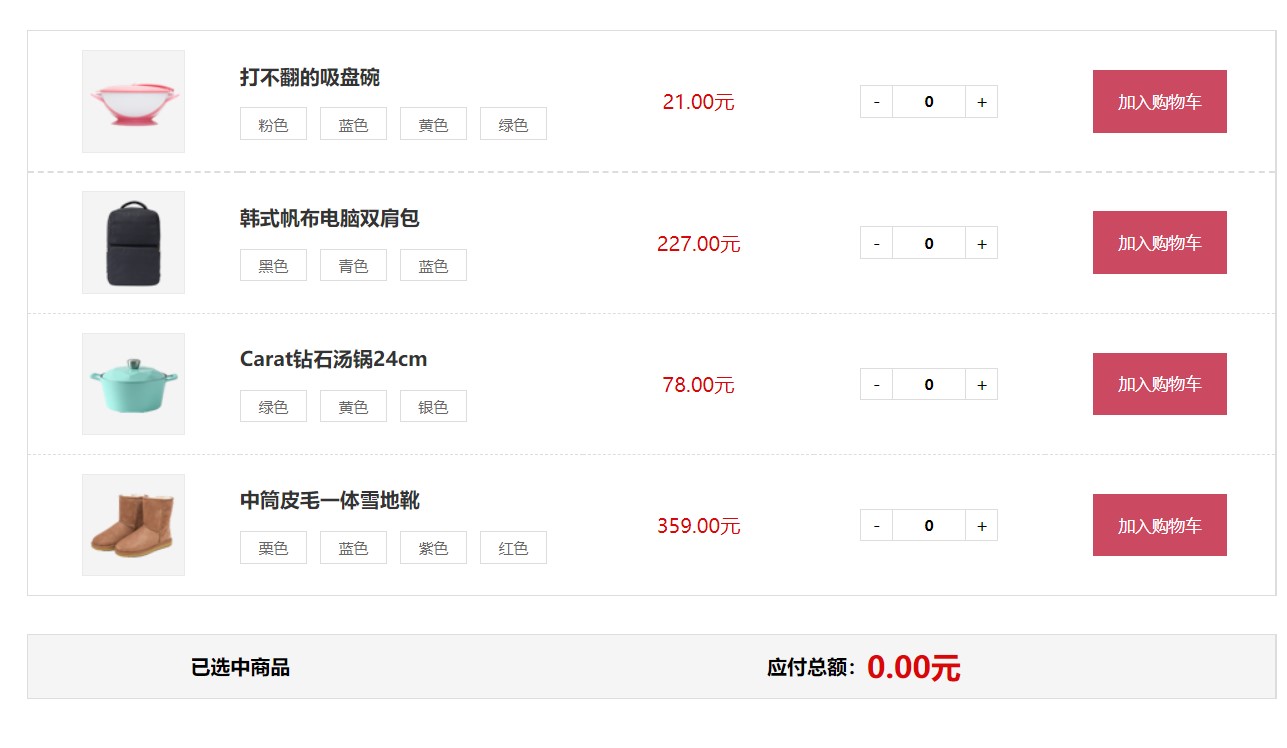 打不翻的吸盘碗
粉色 蓝色 黄色 绿色
21.00元
- 0 +
加入购物车
韩式帆布电脑双肩包
黑色 青色 蓝色
227.00元
- 0 +
加入购物车
Carat钻石汤锅24cm
绿色 黄色 银色
78.00元
- 0 +
加入购物车
中筒皮毛一体雪地靴
栗色 蓝色 紫色 红色
359.00元
- 0 +
加入购物车
已选中商品
应付总额：0.00元